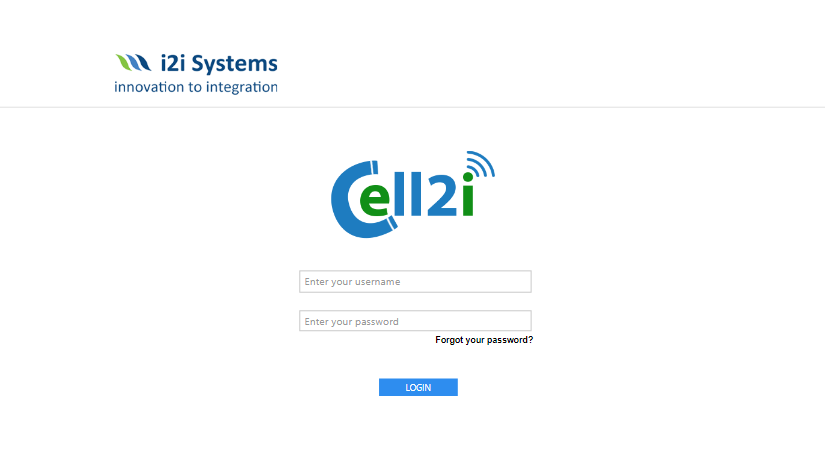 i2i Systems
innovation to integration
Cell2i
Enter your username
Enter your password
Forgot your password?
LOGIN